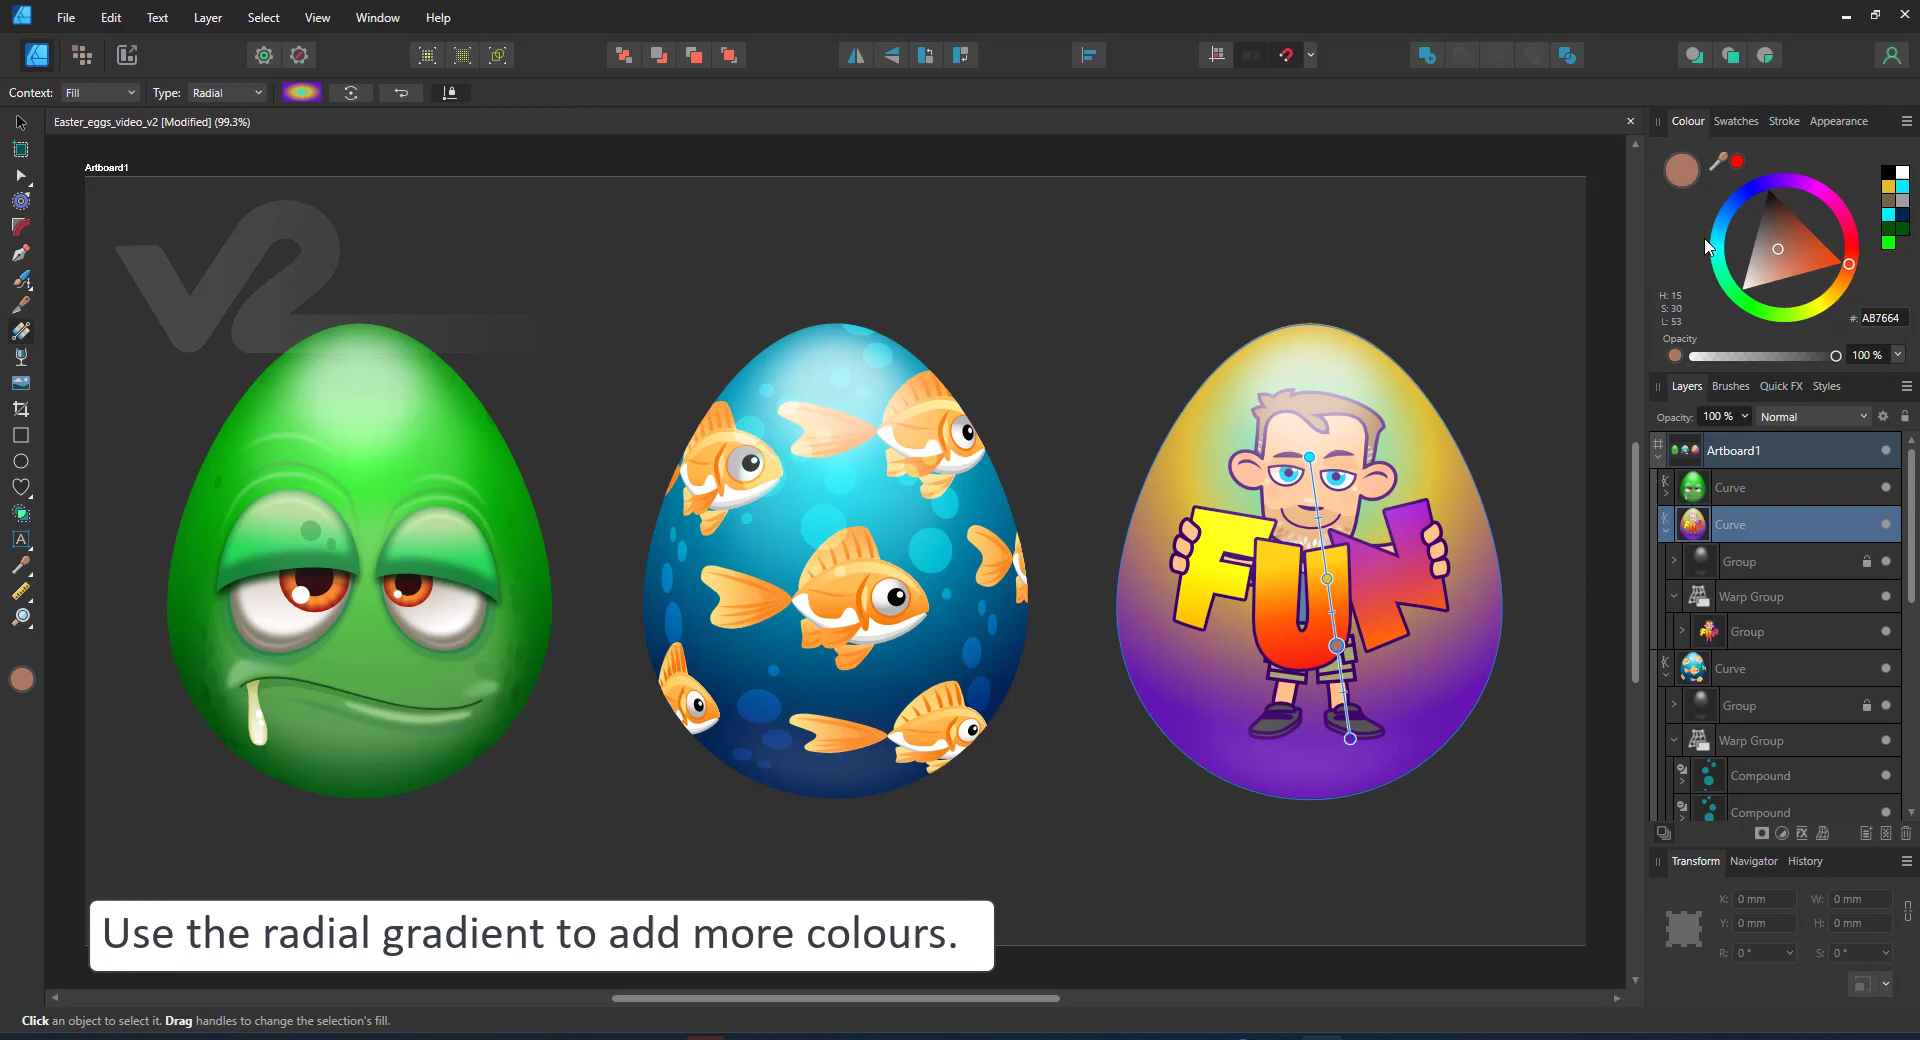 File Edit Text Layer Select View Window Help
Context: Fill Type: Radial
Easter_eggs_video_v2 [Modified] (99.3%)
Colour Swatches Stroke Appearance
Artboard1
V2
H: 15
S: 30
L: 53
#: AB7664
Opacity
100 %
Layers Brushes Quick FX Styles
Opacity: 100 % Normal
Artboard1
Curve
Curve
Group
Warp Group
Group
Curve
Group
Warp Group
Compound
Compound
FUN
Transform Navigator History
X: 0 mm W: 0 mm
Y: 0 mm H: 0 mm
R: 0 ° S: 0 °
Use the radial gradient to add more colours.
Click an object to select it. Drag handles to change the selection's fill.